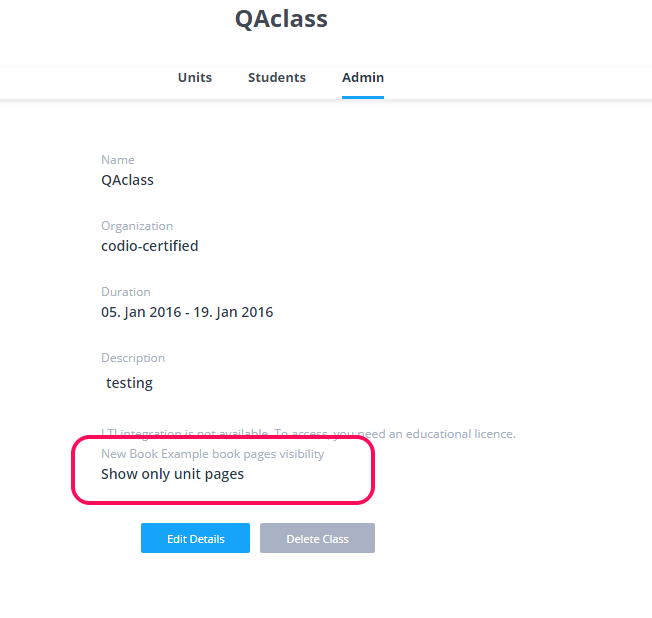 QAclass
Units Students Admin
Name
QAclass
Organization
codio-certified
Duration
05. Jan 2016 - 19. Jan 2016
Description
testing
LTI integration is not available. To access, you need an educational licence.
New Book Example book pages visibility
Show only unit pages
Edit Details Delete Class